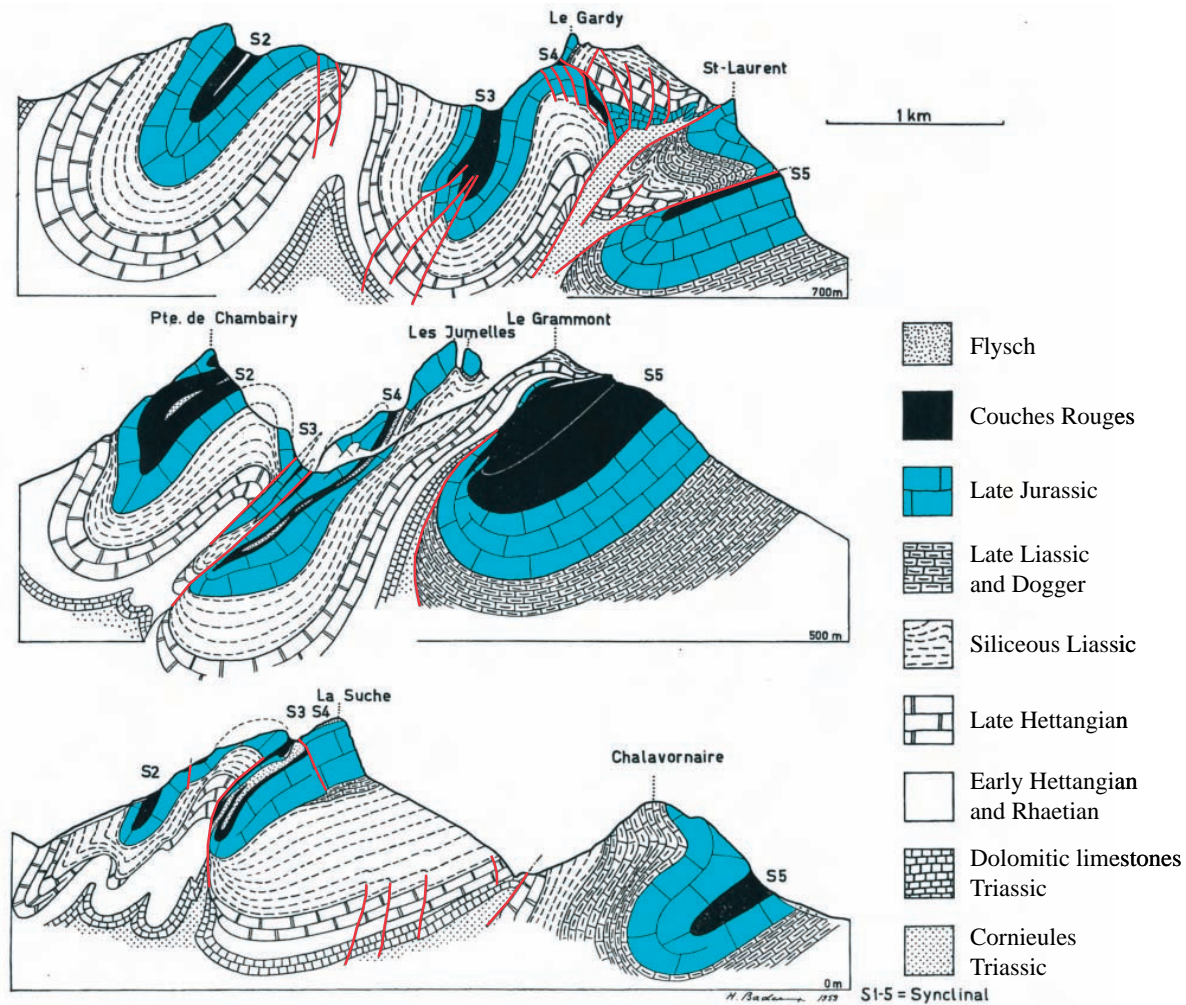 Le Gardy
S2
S4
St-Laurent
S3
1 km
S5
700m
Pte. de Chambairy
Les Jumelles
Le Grammont
S2
S5
S4
S3
500 m
La Suche
S3 S4
Chalavornaire
S2
S5
0m
H. Badoux 1959
S1-5 = Synclinal
Flysch
Couches Rouges
Late Jurassic
Late Liassic
and Dogger
Siliceous Liassic
Late Hettangian
Early Hettangian
and Rhaetian
Dolomitic limestones
Triassic
Cornieules
Triassic